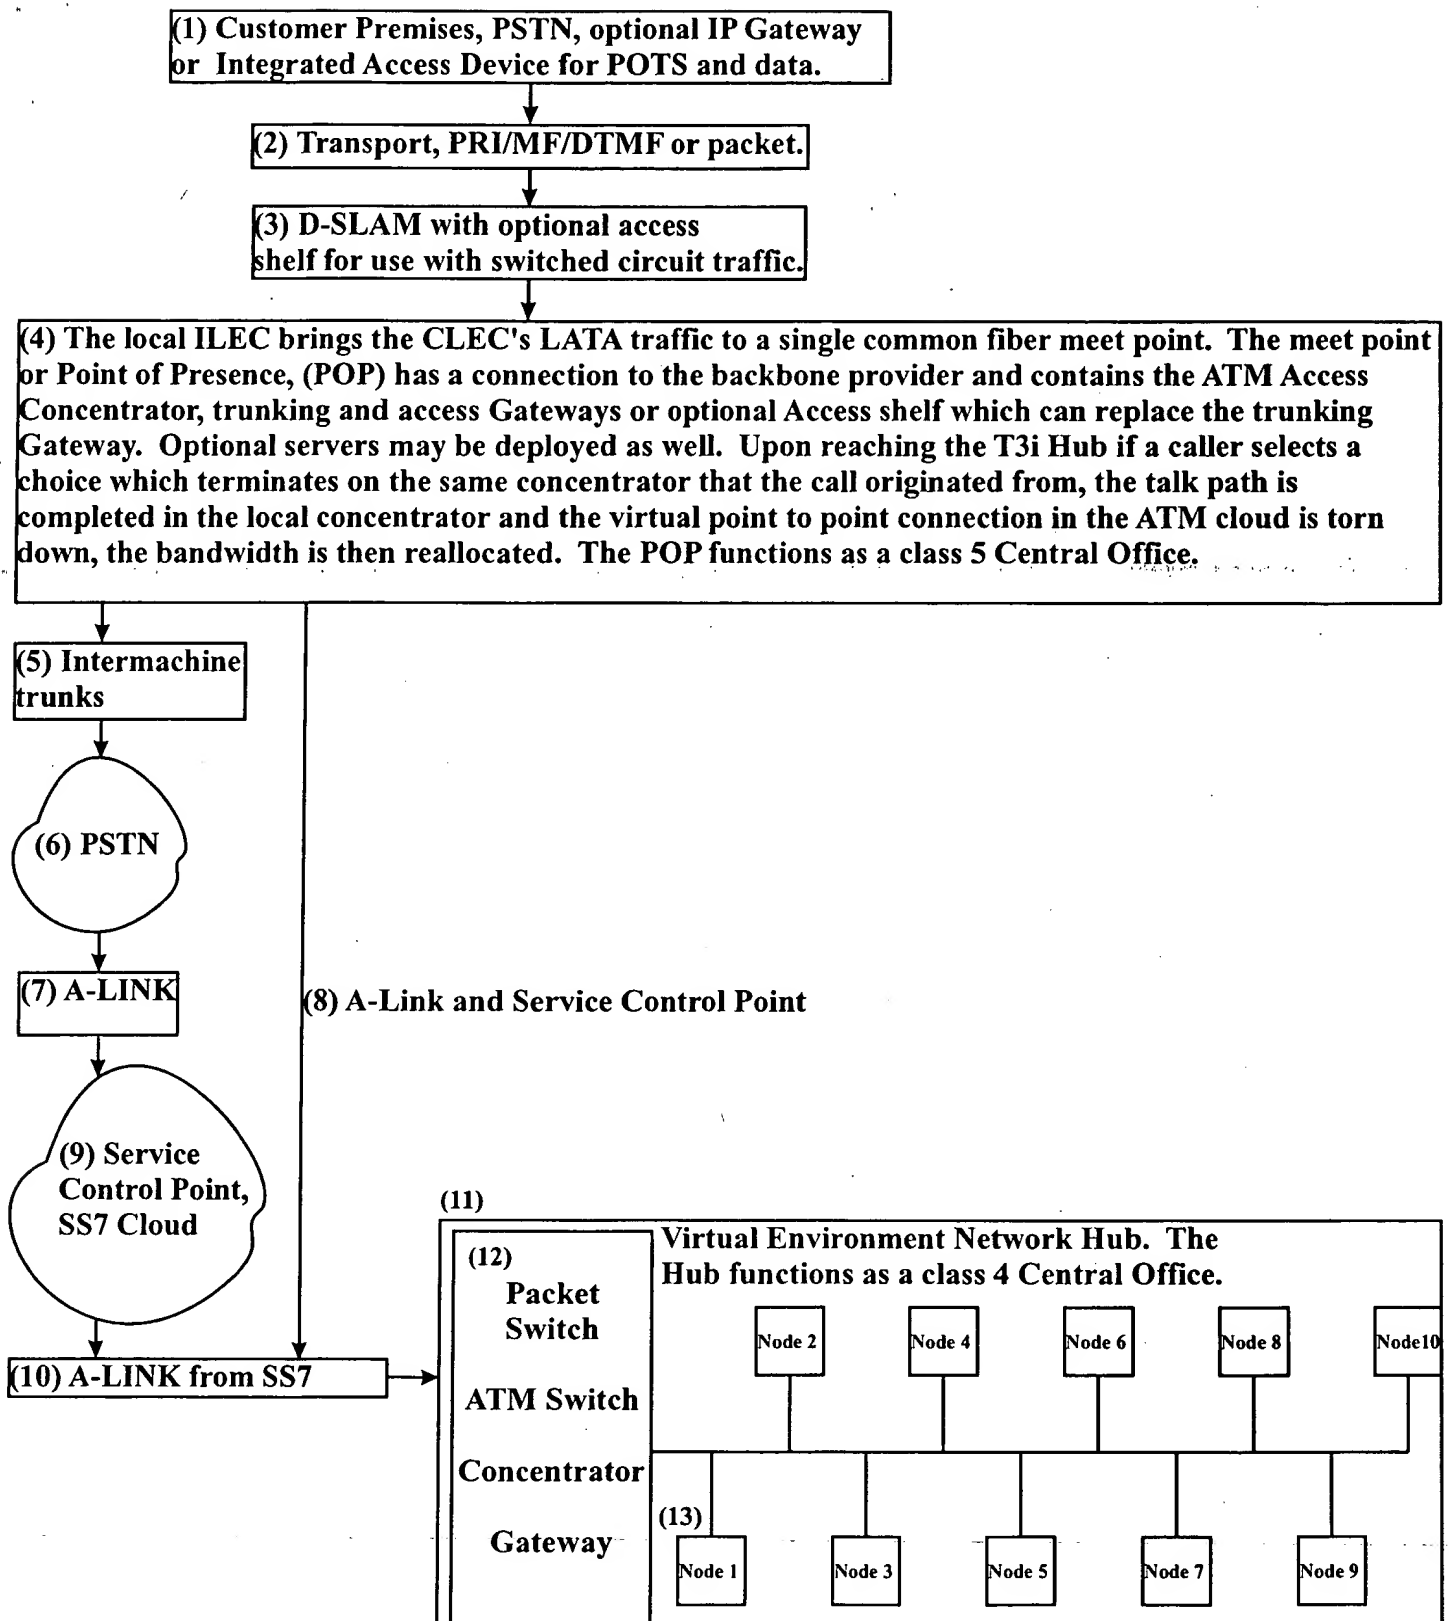 (1) Customer Premises, PSTN, optional IP Gateway
or Integrated Access Device for POTS and data.
(2) Transport, PRI/MF/DTMF or packet.
(3) D-SLAM with optional access
shelf for use with switched circuit traffic.
(4) The local ILEC brings the CLEC's LATA traffic to a single common fiber meet point. The meet point
or Point of Presence, (POP) has a connection to the backbone provider and contains the ATM Access
Concentrator, trunking and access Gateways or optional Access shelf which can replace the trunking
Gateway. Optional servers may be deployed as well. Upon reaching the T3i Hub if a caller selects a
choice which terminates on the same concentrator that the call originated from, the talk path is
completed in the local concentrator and the virtual point to point connection in the ATM cloud is torn
down, the bandwidth is then reallocated. The POP functions as a class 5 Central Office.
(5) Intermachine
trunks
(6) PSTN
(7) A-LINK
(8) A-Link and Service Control Point
(9) Service
Control Point,
SS7 Cloud
(10) A-LINK from SS7
(11)
Virtual Environment Network Hub. The
Hub functions as a class 4 Central Office.
(12)
Packet
Switch
ATM Switch
Concentrator
Gateway
Node 2
Node 4
Node 6
Node 8
Node10
(13)
Node 1
Node 3
Node 5
Node 7
Node 9